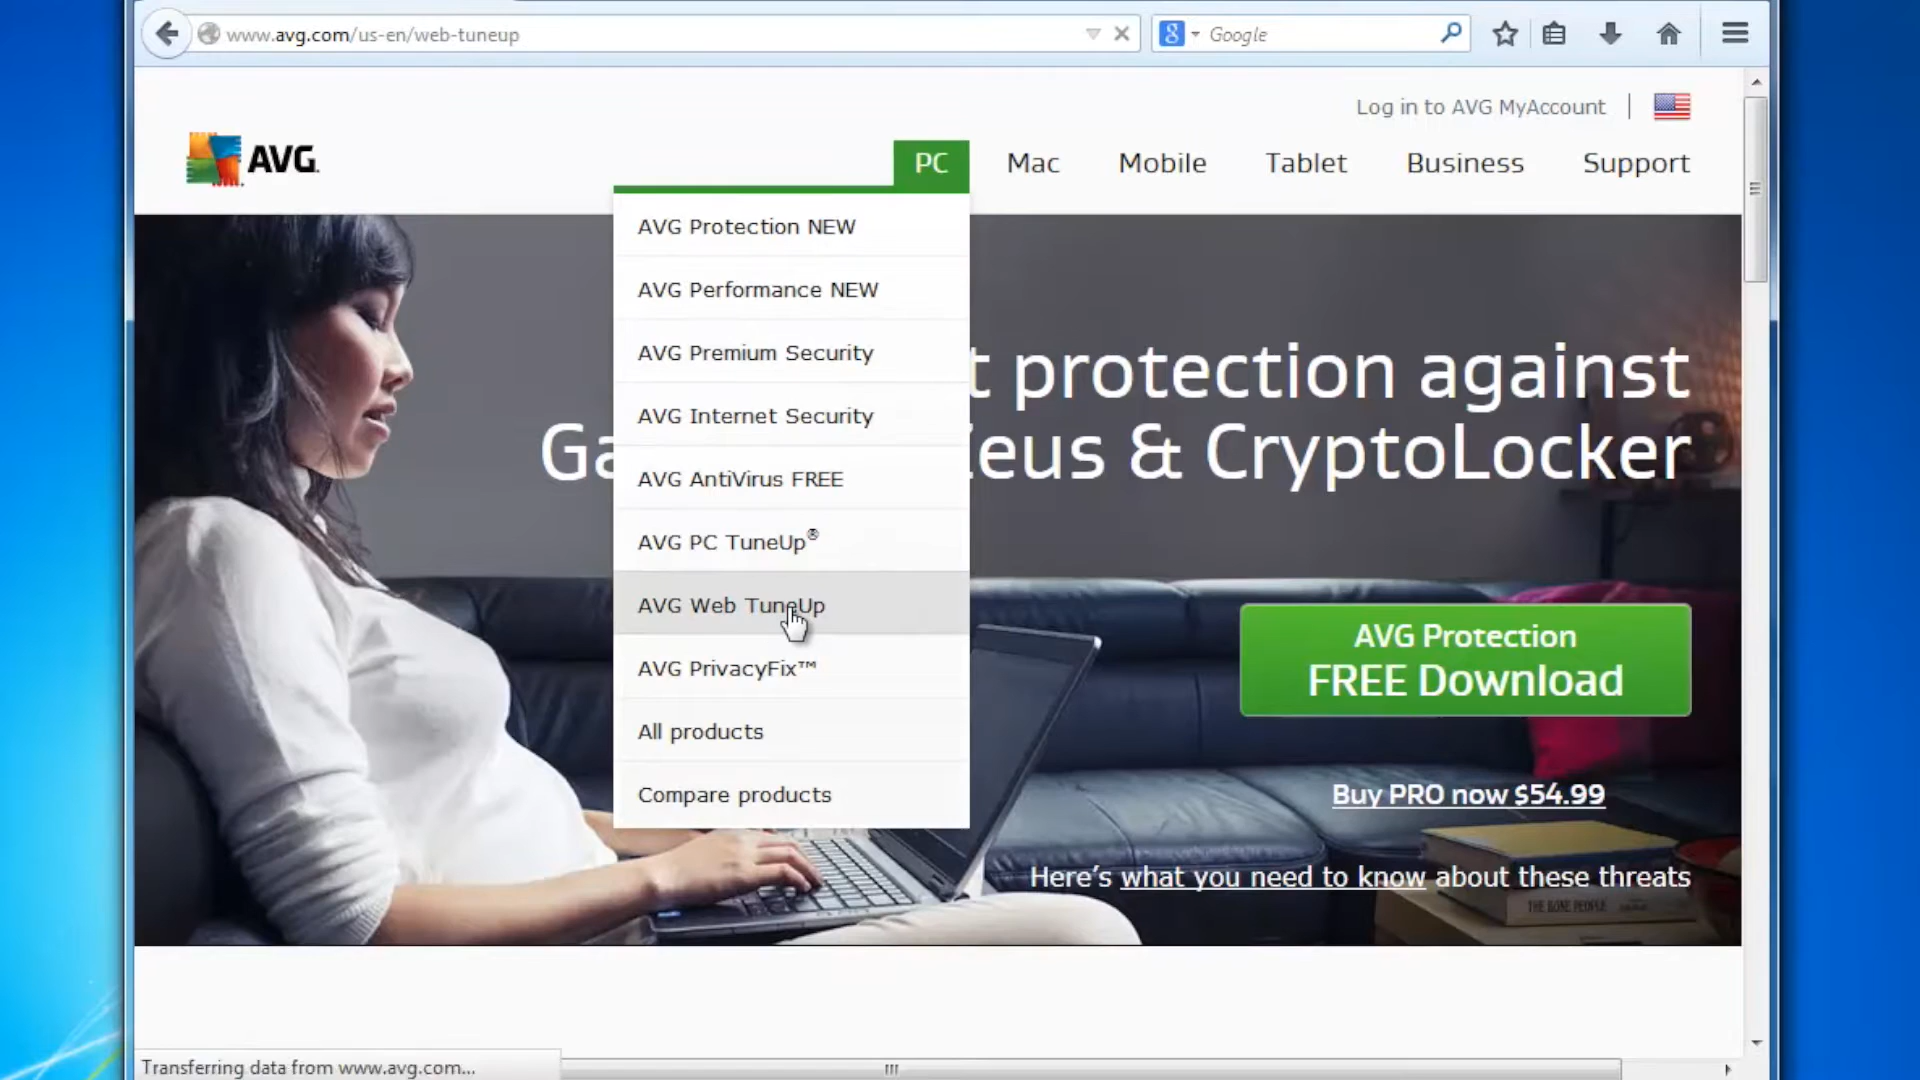 www.avg.com/us-en/web-tuneup
8
Google
Log in to AVG MyAccount
AVG.
PC
Mac
Mobile
Tablet
Business
Support
AVG Protection NEW
AVG Performance NEW
AVG Premium Security
AVG Internet Security
AVG AntiVirus FREE
AVG PC TuneUp®
AVG Web TuneUp
AVG PrivacyFix™
All products
Compare products
t protection against
Ga eus & CryptoLocker
AVG Protection
FREE Download
Buy PRO now $54.99
Here's what you need to know about these threats
THE BONE PEOPLE
Transferring data from www.avg.com...